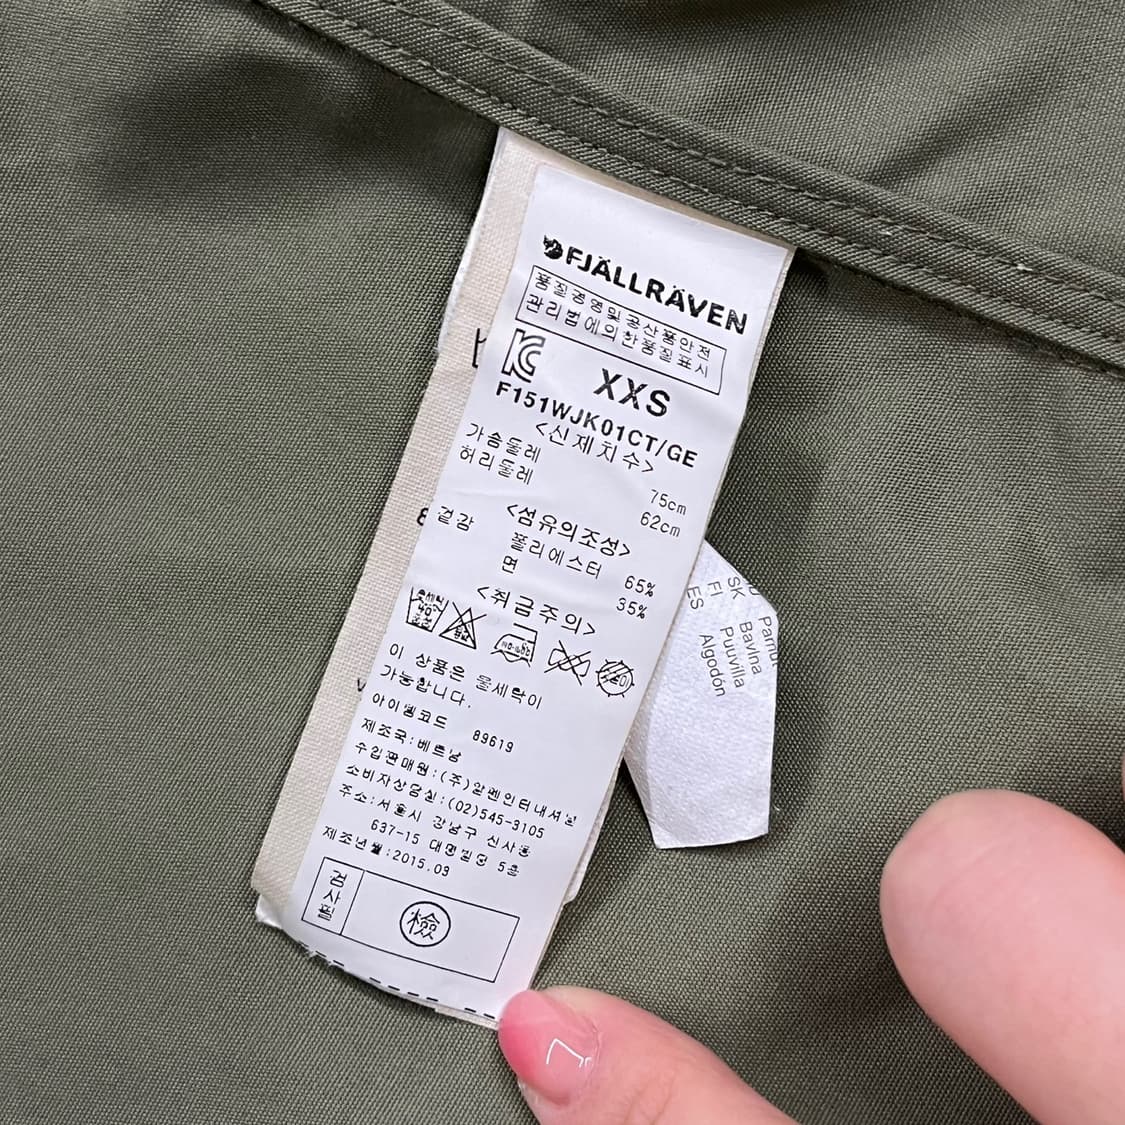 FJÄLLRÄVEN
품질경영및공산품안전
관리법에의한품질표시
XXS
F151WJK01CT/GE
<신체치수>
가슴둘레 75cm
허리둘레 62cm
<섬유의조성>
겉감 폴리에스터 65%
면 35%
<취급주의>
이 상품은 물세탁이
가능합니다.
아이템코드 89619
제조국:베트남
수입판매원:(주)알펜인터내셔널
소비자상담실:(02)545-3105
주소:서울시 강남구 신사동
637-15 대명빌딩 5층
제조년월:2015.09
검사필
檢
SK Bavlna
FI Puuvilla
ES Algodón